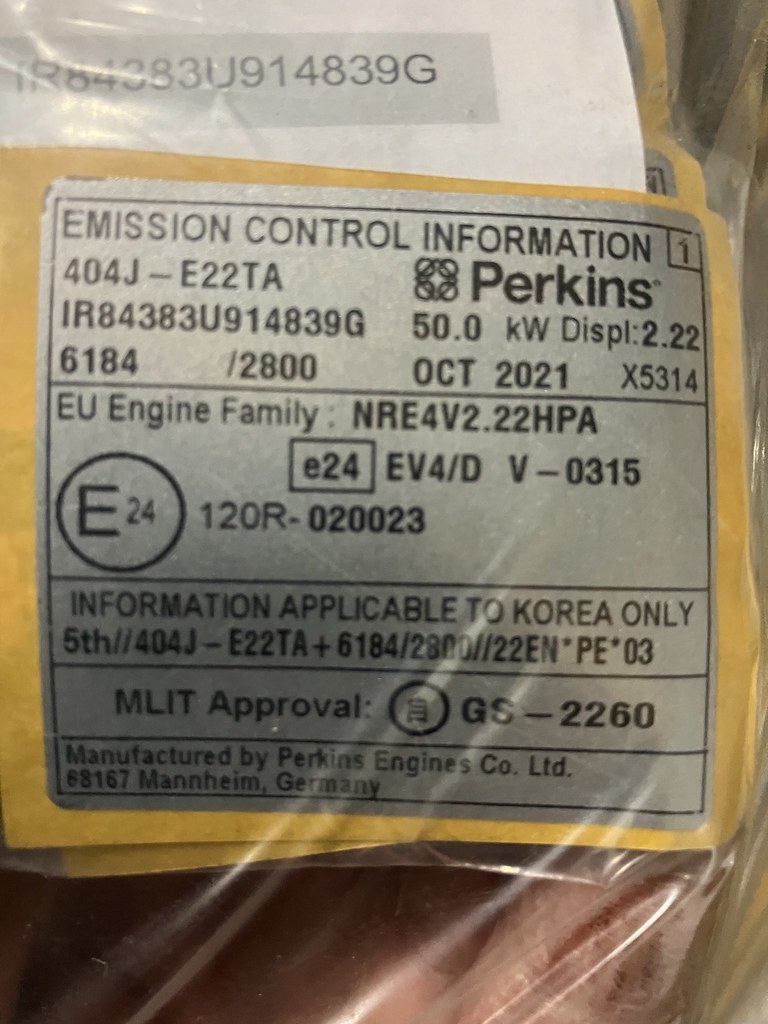 IR84383U914839G
EMISSION CONTROL INFORMATION 1
404J-E22TA Perkins
IR84383U914839G 50.0 kW Displ:2.22
6184 /2800 OCT 2021 X5314
EU Engine Family : NRE4V2.22HPA
e24 EV4/D V-0315
E24 120R-020023
INFORMATION APPLICABLE TO KOREA ONLY
5th//404J-E22TA+6184/2800//22EN*PE*03
MLIT Approval: GS-2260
Manufactured by Perkins Engines Co. Ltd.
68167 Mannheim, Germany